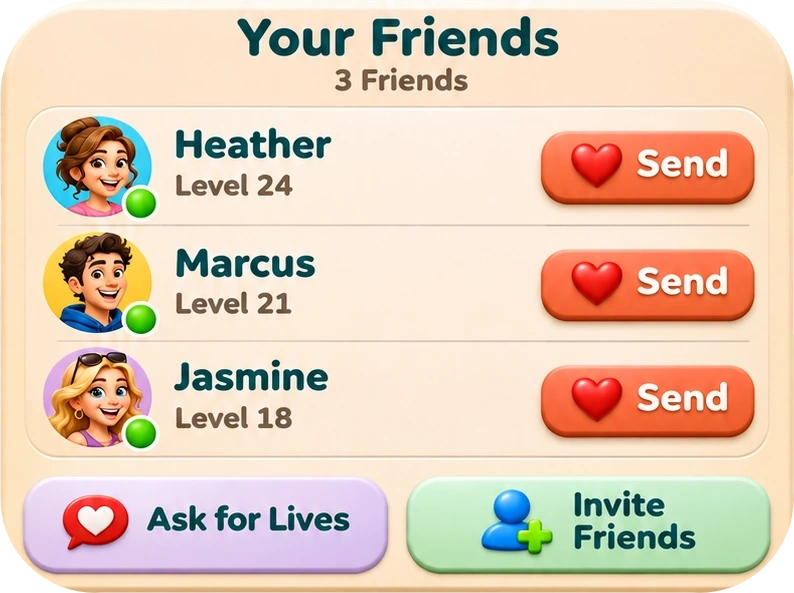 Your Friends
3 Friends
Heather
Level 24
Send
Marcus
Level 21
Send
Jasmine
Level 18
Send
Ask for Lives
Invite
Friends